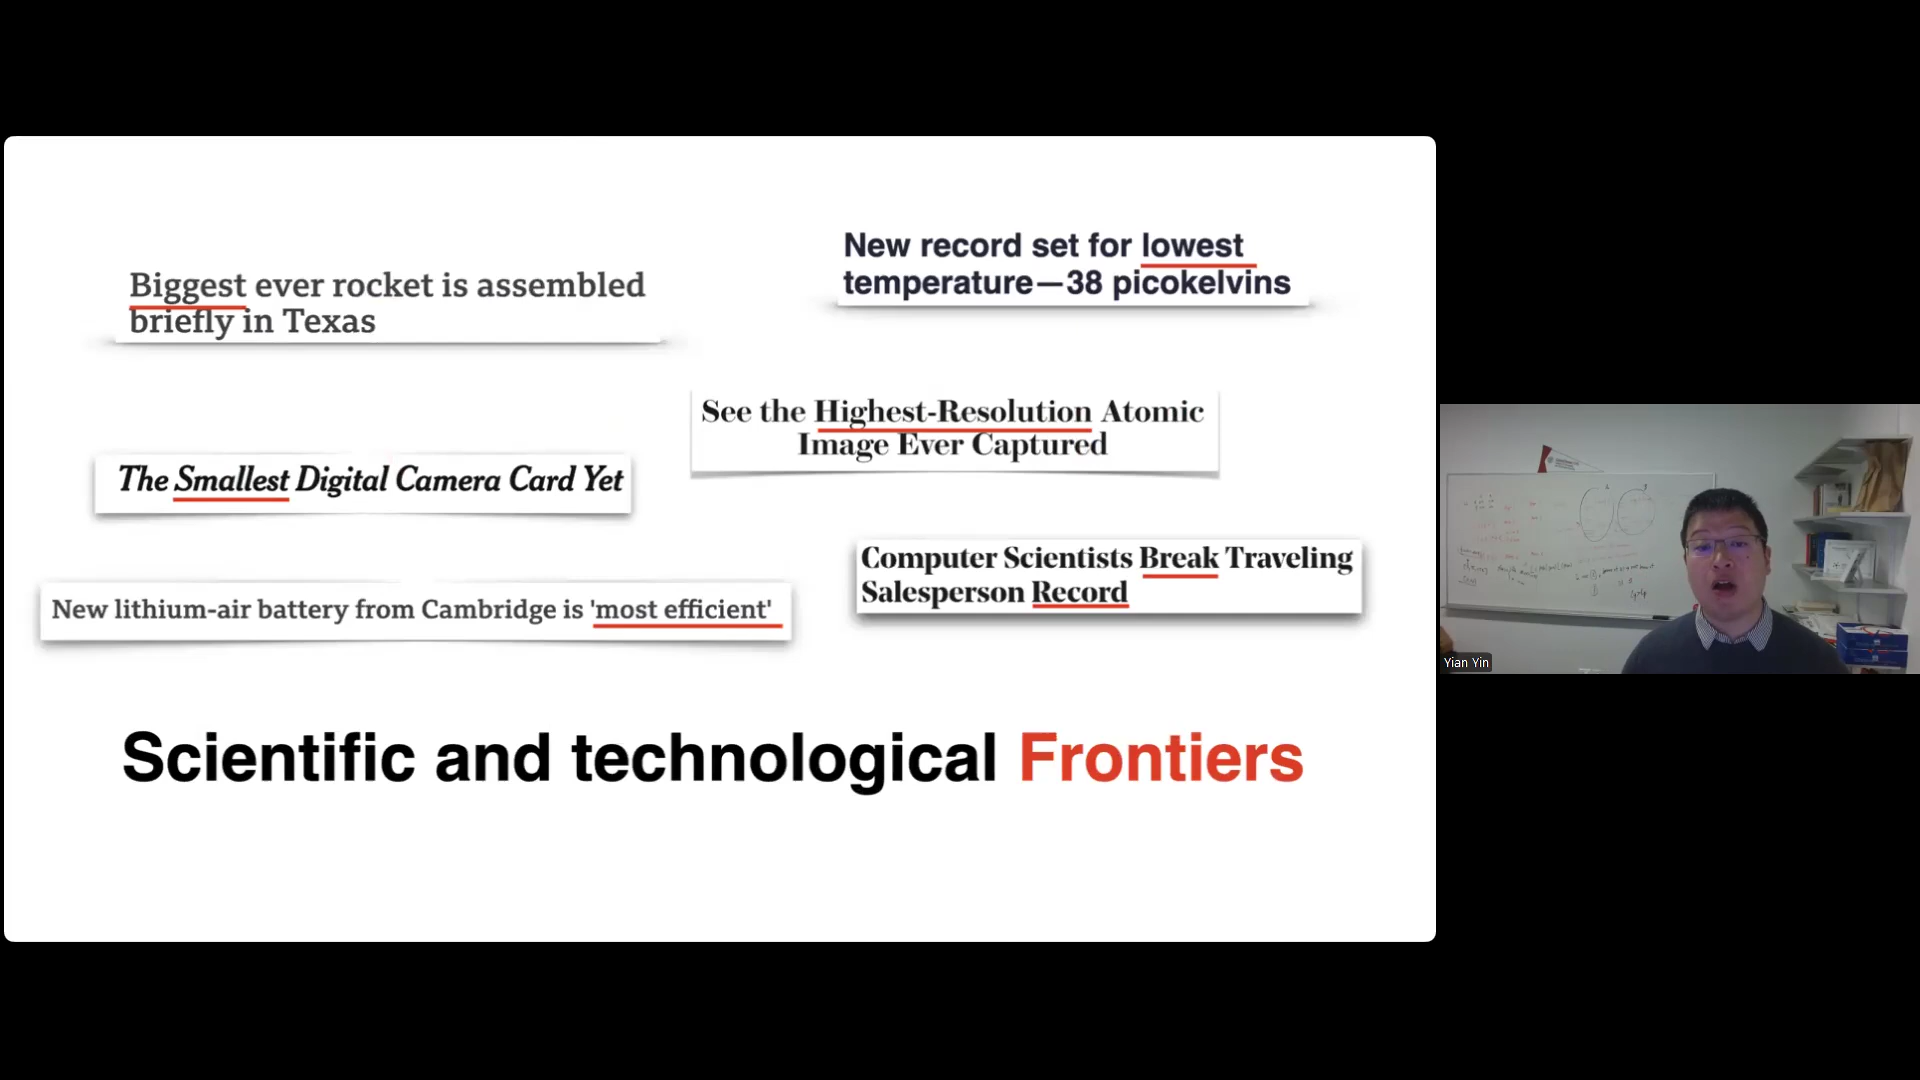 Biggest ever rocket is assembled
briefly in Texas
New record set for lowest
temperature—38 picokelvins
See the Highest-Resolution Atomic
Image Ever Captured
The Smallest Digital Camera Card Yet
Computer Scientists Break Traveling
Salesperson Record
New lithium-air battery from Cambridge is 'most efficient'
Scientific and technological Frontiers
Yian Yin